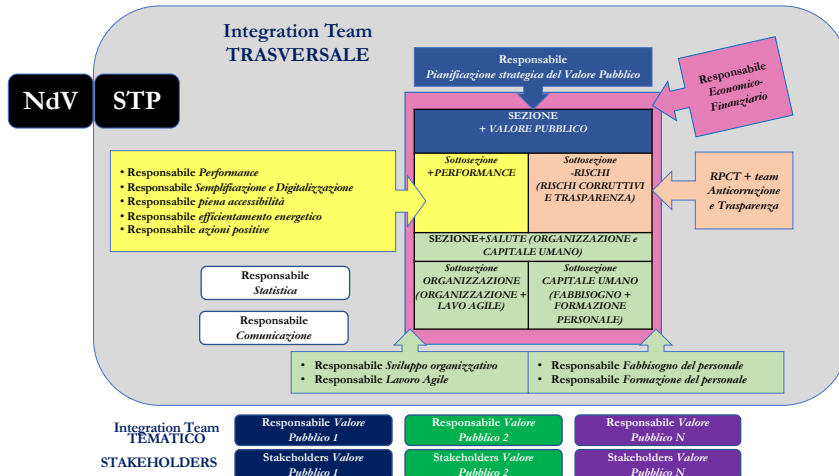 Integration Team
TRASVERSALE
Responsabile
Pianificazione strategica del Valore Pubblico
Responsabile
Economico-
Finanziario
NdV
STP
SEZIONE
+ VALORE PUBBLICO
• Responsabile Performance
• Responsabile Semplificazione e Digitalizzazione
• Responsabile piena accessibilità
• Responsabile efficientamento energetico
• Responsabile azioni positive
Sottosezione
+PERFORMANCE
Sottosezione
-RISCHI
(RISCHI CORRUTTIVI
E TRASPARENZA)
RPCT + team
Anticorruzione
e Trasparenza
SEZIONE+SALUTE (ORGANIZZAZIONE e
CAPITALE UMANO)
Sottosezione
ORGANIZZAZIONE
(ORGANIZZAZIONE +
LAVO AGILE)
Sottosezione
CAPITALE UMANO
(FABBISOGNO +
FORMAZIONE
PERSONALE)
Responsabile
Statistica
Responsabile
Comunicazione
• Responsabile Sviluppo organizzativo
• Responsabile Lavoro Agile
• Responsabile Fabbisogno del personale
• Responsabile Formazione del personale
Integration Team
TEMATICO
Responsabile Valore
Pubblico 1
Responsabile Valore
Pubblico 2
Responsabile Valore
Pubblico N
STAKEHOLDERS
Stakeholders Valore
Pubblico 1
Stakeholders Valore
Pubblico 2
Stakeholders Valore
Pubblico N